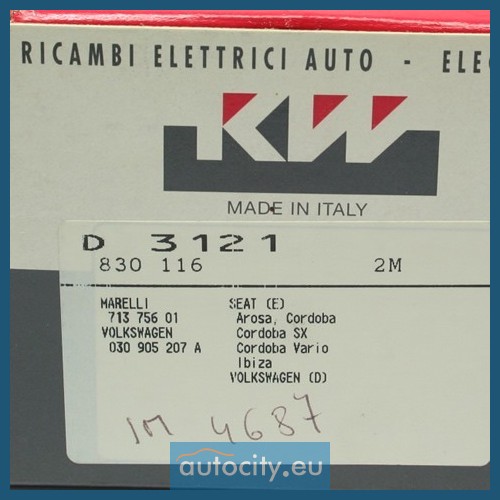 RICAMBI ELETTRICI AUTO - ELEC
KW
MADE IN ITALY
D 3121
830 116 2M
MARELLI SEAT (E)
713 756 01 Arosa, Cordoba
VOLKSWAGEN Cordoba SX
030 905 207 A Cordoba Vario
Ibiza
VOLKSWAGEN (D)
IM 4687
autocity.eu